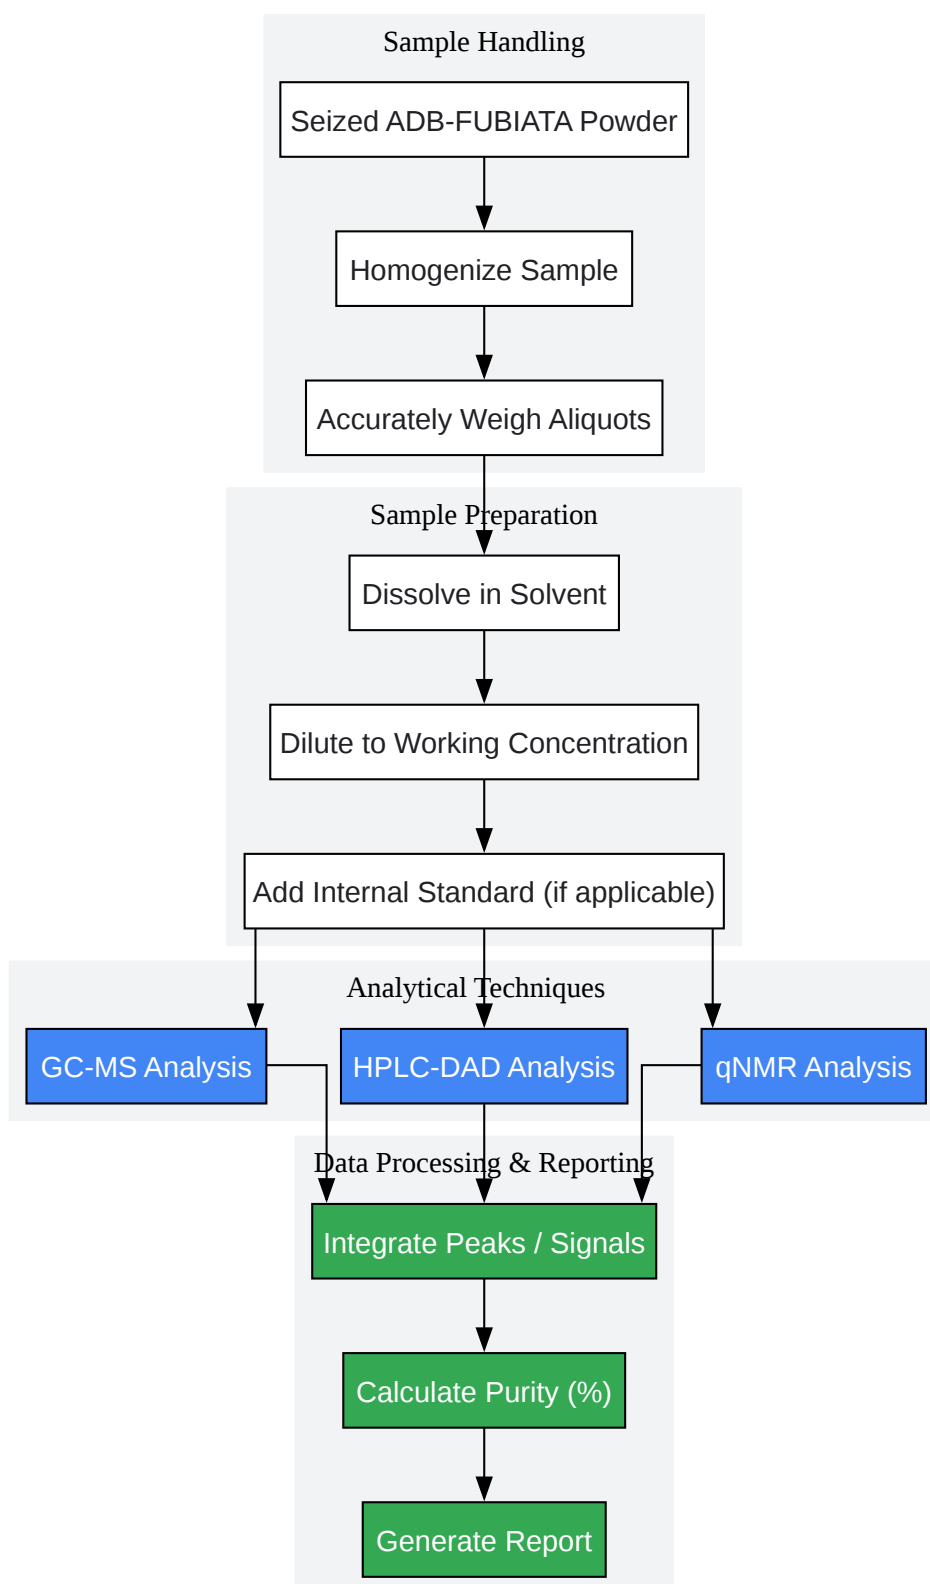 Sample Handling
Seized ADB-FUBIATA Powder
Homogenize Sample
Accurately Weigh Aliquots
Sample Preparation
Dissolve in Solvent
Dilute to Working Concentration
Add Internal Standard (if applicable)
Analytical Techniques
GC-MS Analysis
HPLC-DAD Analysis
qNMR Analysis
Data Processing & Reporting
Integrate Peaks / Signals
Calculate Purity (%)
Generate Report